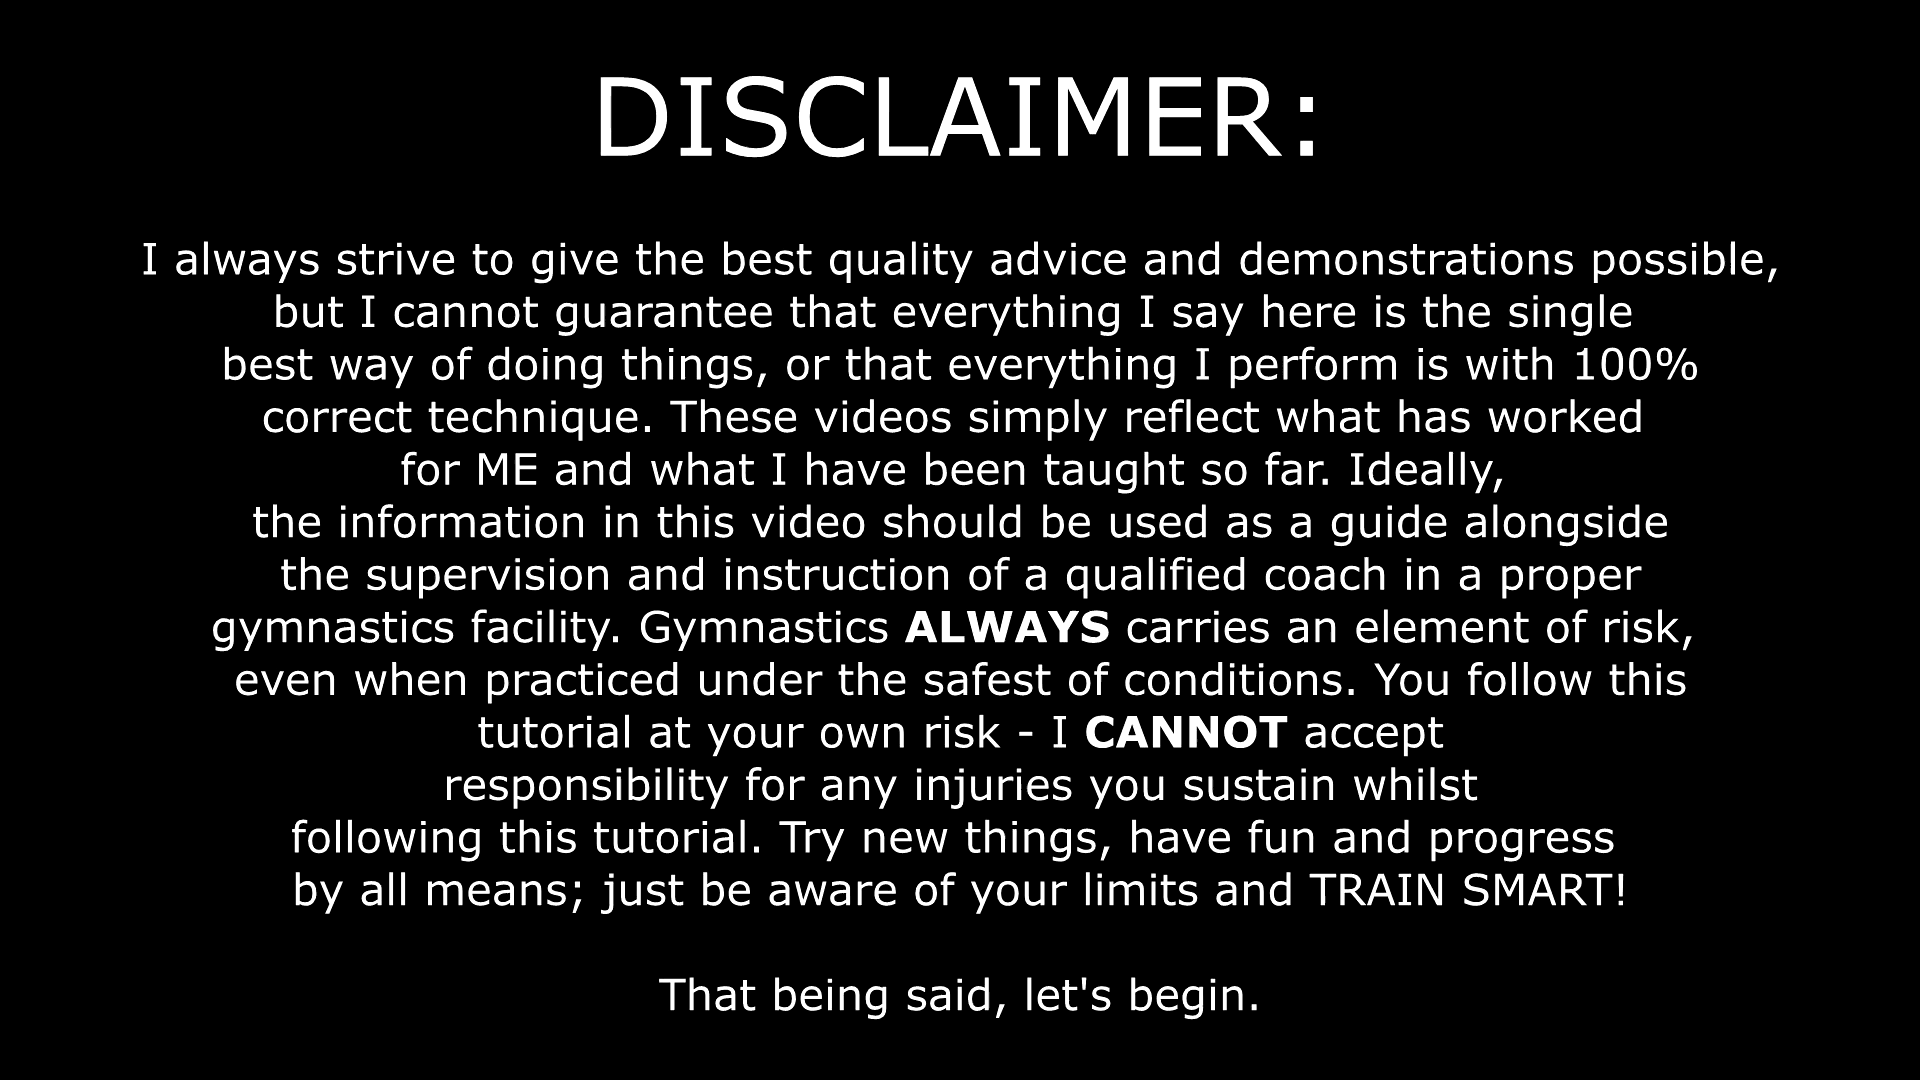 DISCLAIMER:
I always strive to give the best quality advice and demonstrations possible,
but I cannot guarantee that everything I say here is the single
best way of doing things, or that everything I perform is with 100%
correct technique. These videos simply reflect what has worked
for ME and what I have been taught so far. Ideally,
the information in this video should be used as a guide alongside
the supervision and instruction of a qualified coach in a proper
gymnastics facility. Gymnastics ALWAYS carries an element of risk,
even when practiced under the safest of conditions. You follow this
tutorial at your own risk - I CANNOT accept
responsibility for any injuries you sustain whilst
following this tutorial. Try new things, have fun and progress
by all means; just be aware of your limits and TRAIN SMART!
That being said, let's begin.